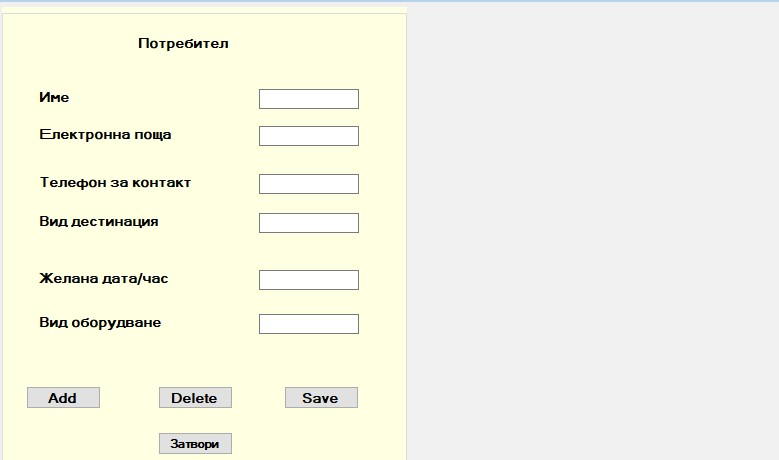 Потребител
Име
Електронна поща
Телефон за контакт
Вид дестинация
Желана дата/час
Вид оборудване
Add Delete Save
Затвори